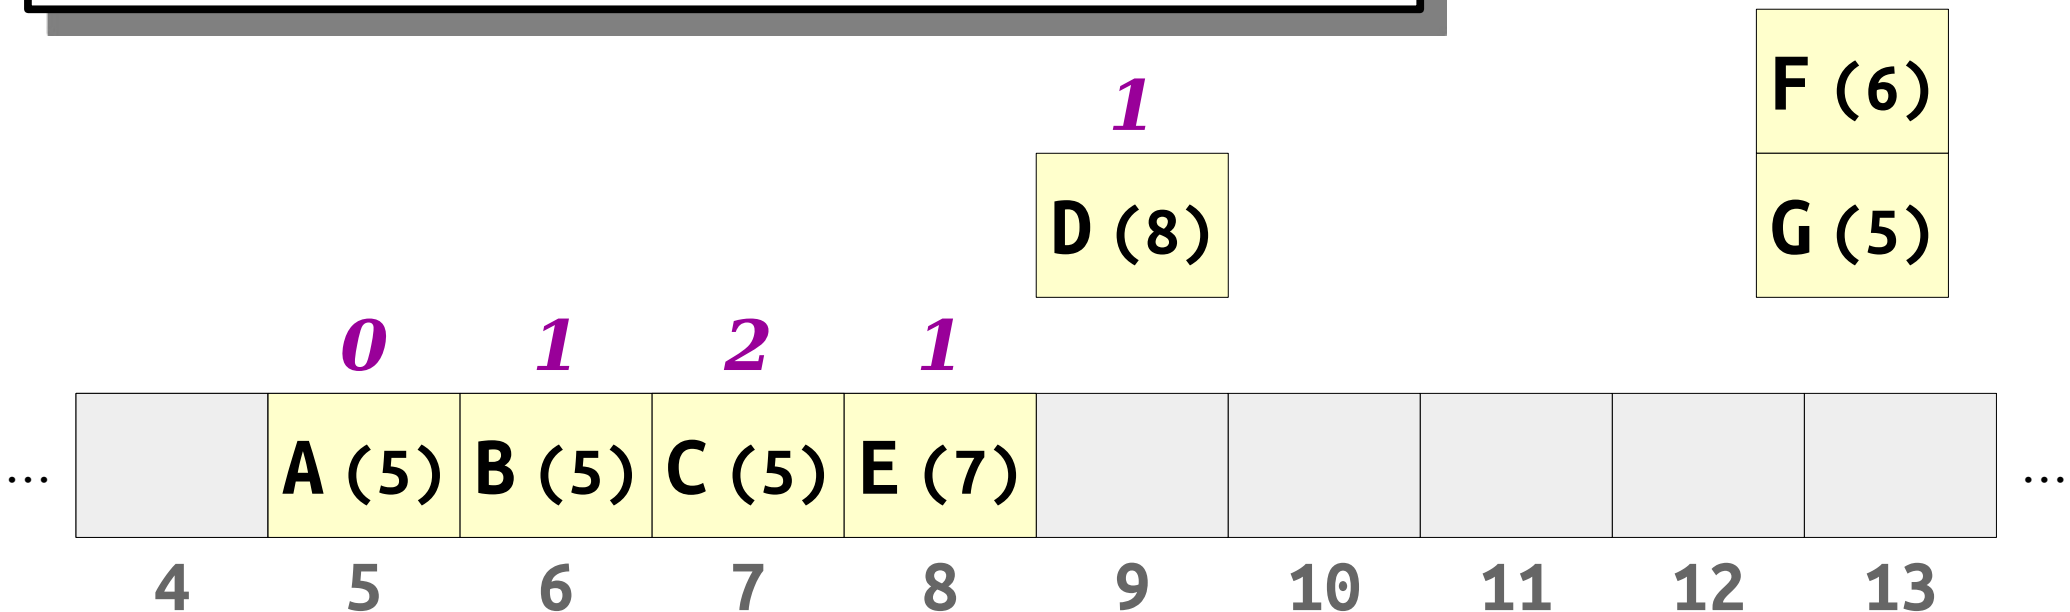 F (6)
1
D (8)
G (5)
0 1 2 1
... A (5) B (5) C (5) E (7) ...
4 5 6 7 8 9 10 11 12 13